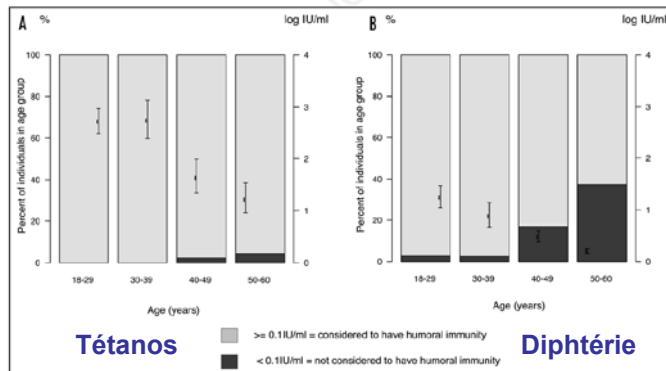 A % log IU/ml
Percent of individuals in age group
100
80
60
40
20
0
4
3
2
1
0
18-29 30-39 40-49 50-60
Age (years)
Tétanos
B % log IU/ml
Percent of individuals in age group
100
80
60
40
20
0
4
3
2
1
0
18-29 30-39 40-49 50-60
Age (years)
Diphtérie
>= 0.1IU/ml = considered to have humoral immunity
< 0.1IU/ml = not considered to have humoral immunity